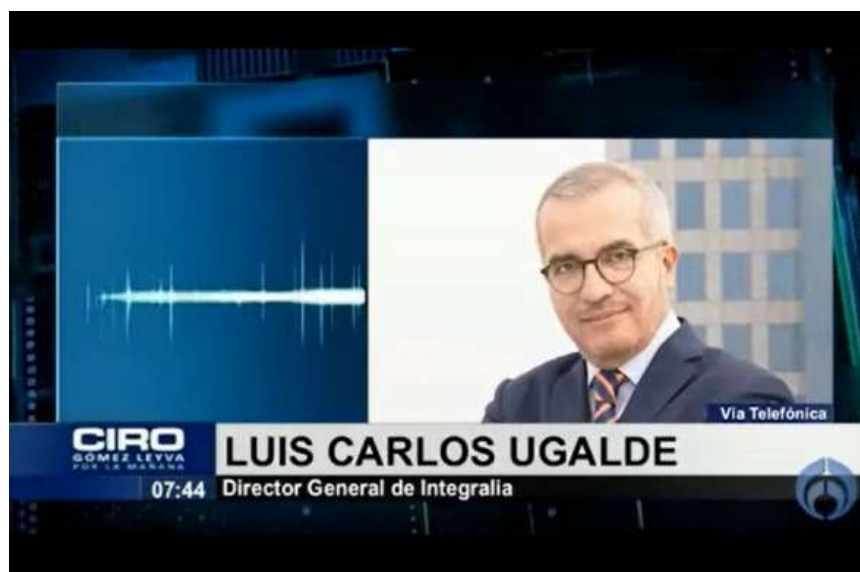 Vía Telefónica
CIRO
GÓMEZ LEYVA
POR LA MAÑANA
LUIS CARLOS UGALDE
07:44
Director General de Integralia